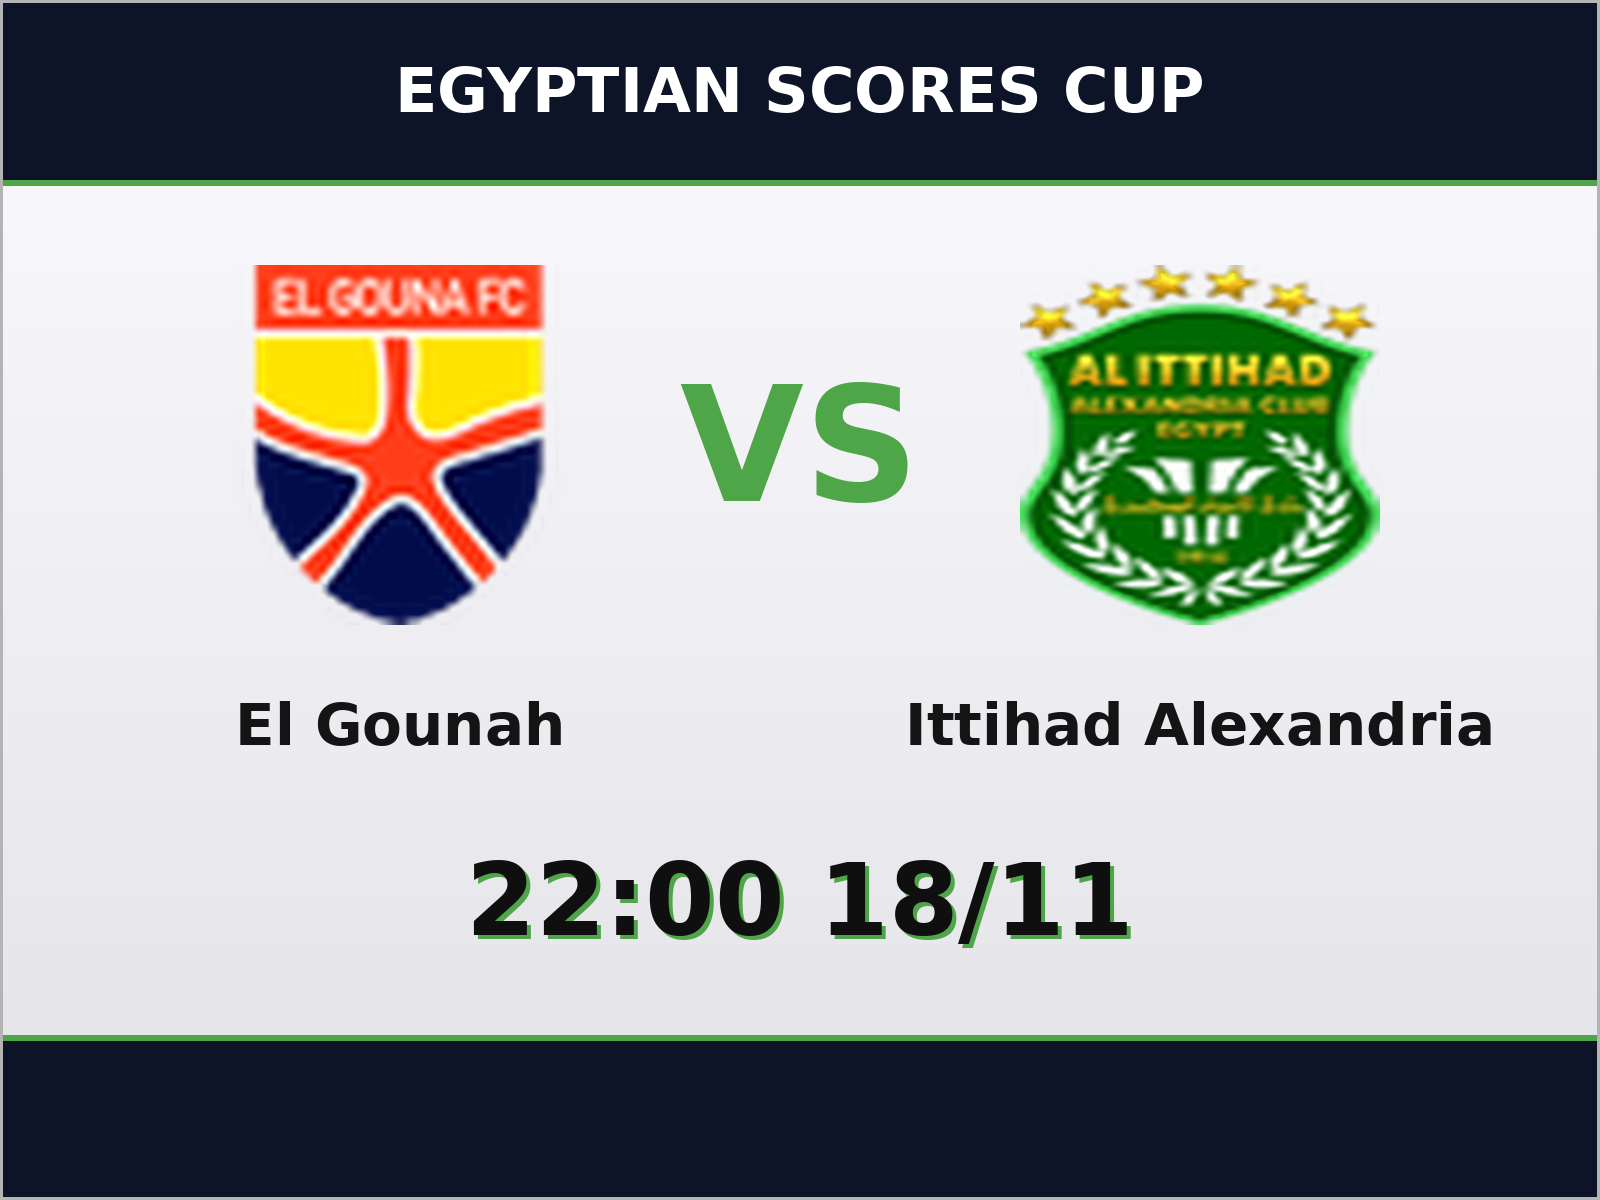 EGYPTIAN SCORES CUP
EL GOUNA FC
VS
AL ITTIHAD
ALEXANDRIA CLUB
EGYPT
El Gounah
Ittihad Alexandria
22:00 18/11